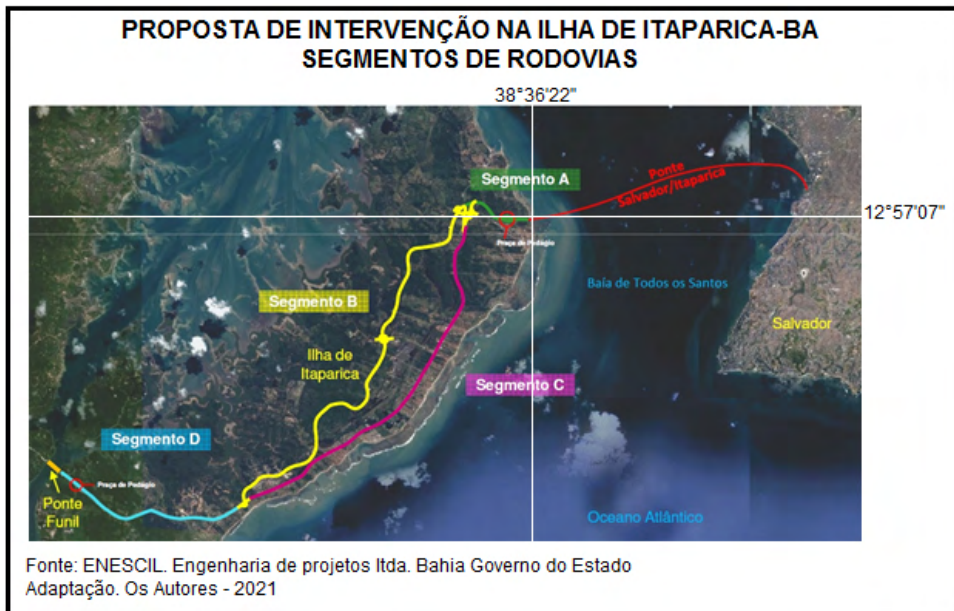 PROPOSTA DE INTERVENÇÃO NA ILHA DE ITAPARICA-BA
SEGMENTOS DE RODOVIAS
38°36'22"
Segmento A
Ponte
Salvador/Itaparica
12°57'07"
Praça de Pedágio
Baía de Todos os Santos
Segmento B
Salvador
Ilha de
Itaparica
Segmento C
Segmento D
Praça de Pedágio
Ponte
Funil
Oceano Atlântico
Fonte: ENESCIL. Engenharia de projetos ltda. Bahia Governo do Estado
Adaptação. Os Autores - 2021